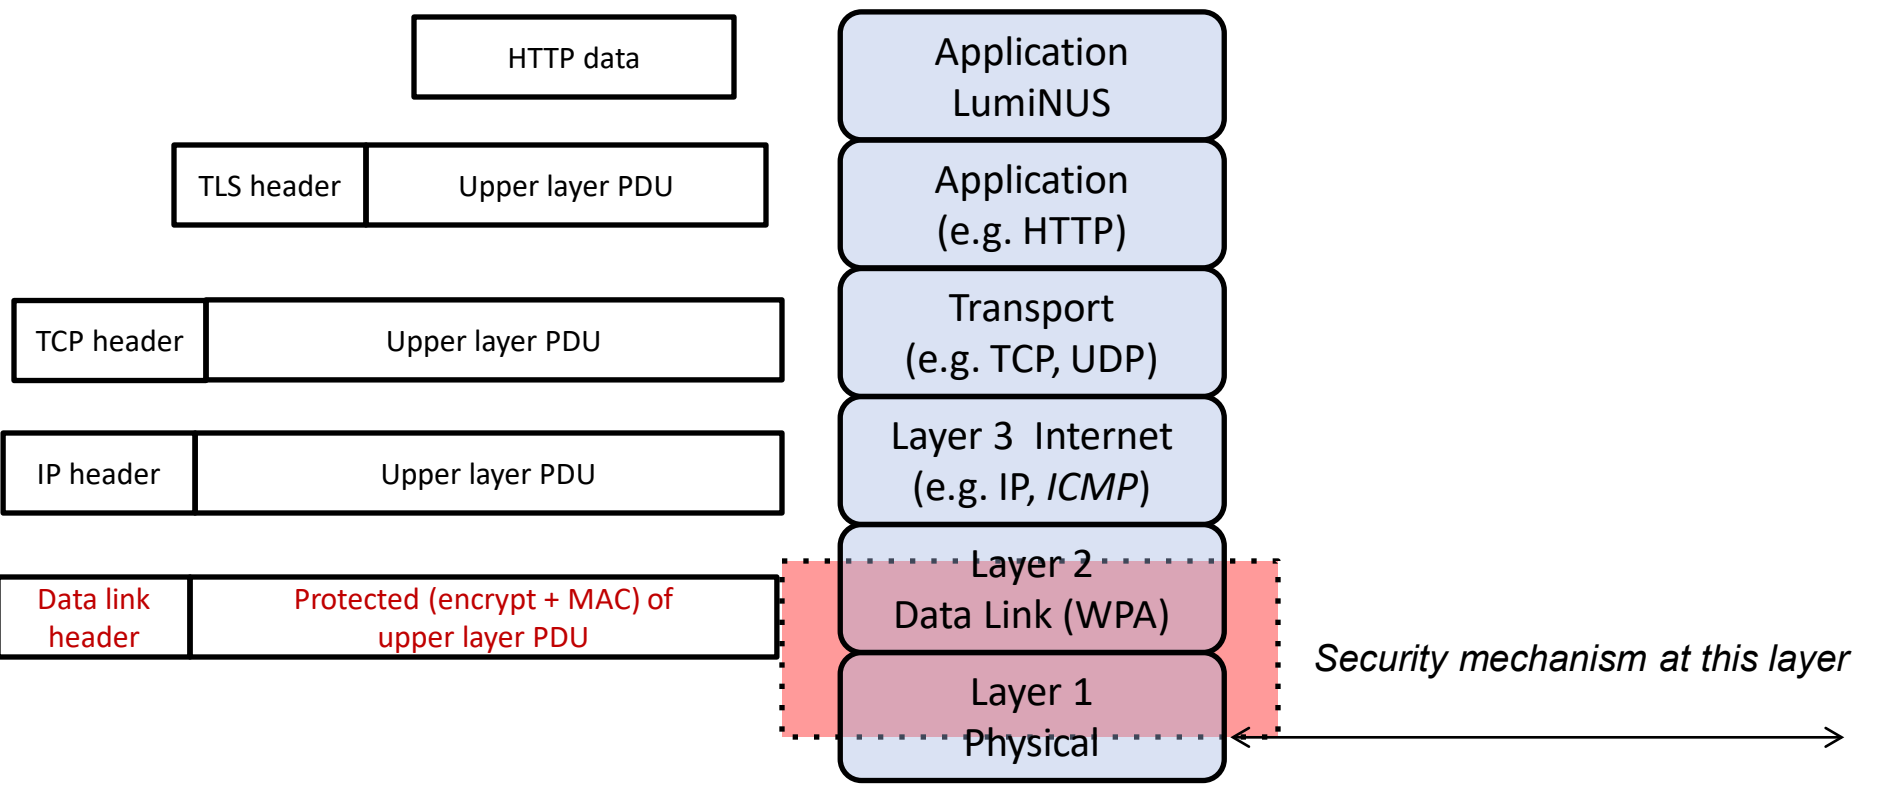 HTTP data
Application
LumiNUS
TLS header
Upper layer PDU
Application
(e.g. HTTP)
TCP header
Upper layer PDU
Transport
(e.g. TCP, UDP)
IP header
Upper layer PDU
Layer 3 Internet
(e.g. IP, ICMP)
Data link
header
Protected (encrypt + MAC) of
upper layer PDU
Layer 2
Data Link (WPA)
Layer 1
Physical
Security mechanism at this layer